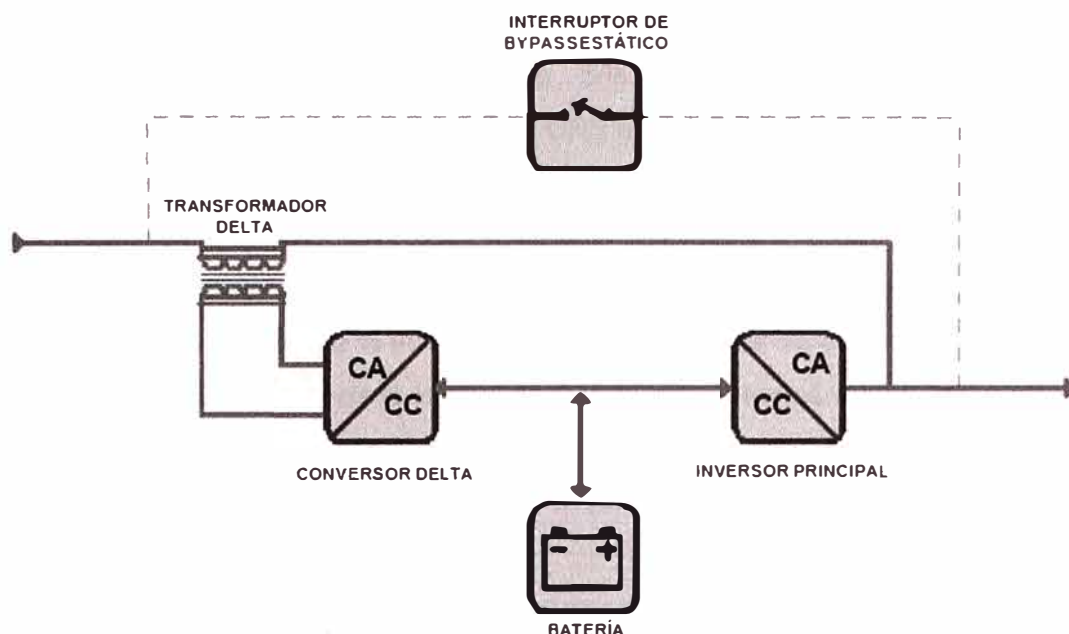 INTERRUPTOR DE
BYPASSESTÁTICO
TRANSFORMADOR
DELTA
CA
CC
CA
CC
CONVERSOR DELTA
INVERSOR PRINCIPAL
- +
BATERÍA